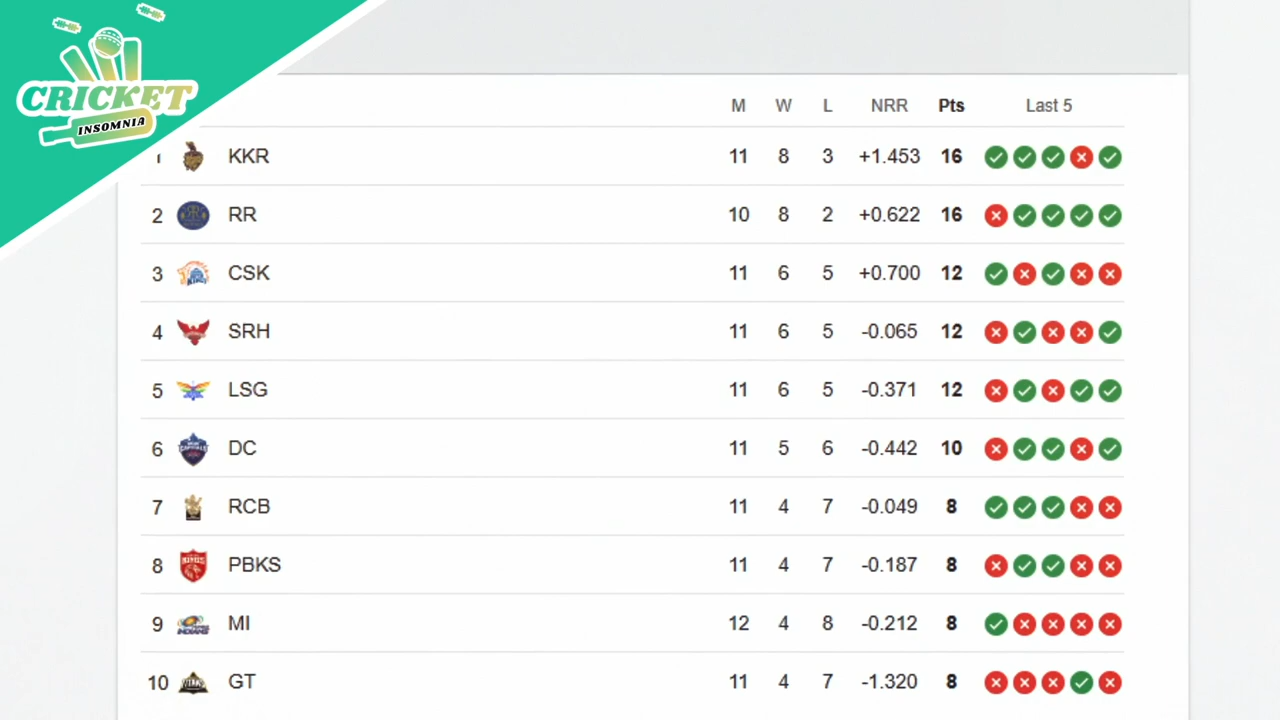 CRICKET
INSOMNIA
M W L NRR Pts Last 5
1 KKR 11 8 3 +1.453 16
2 RR 10 8 2 +0.622 16
3 CSK 11 6 5 +0.700 12
4 SRH 11 6 5 -0.065 12
5 LSG 11 6 5 -0.371 12
6 DC 11 5 6 -0.442 10
7 RCB 11 4 7 -0.049 8
8 PBKS 11 4 7 -0.187 8
9 MI 12 4 8 -0.212 8
10 GT 11 4 7 -1.320 8